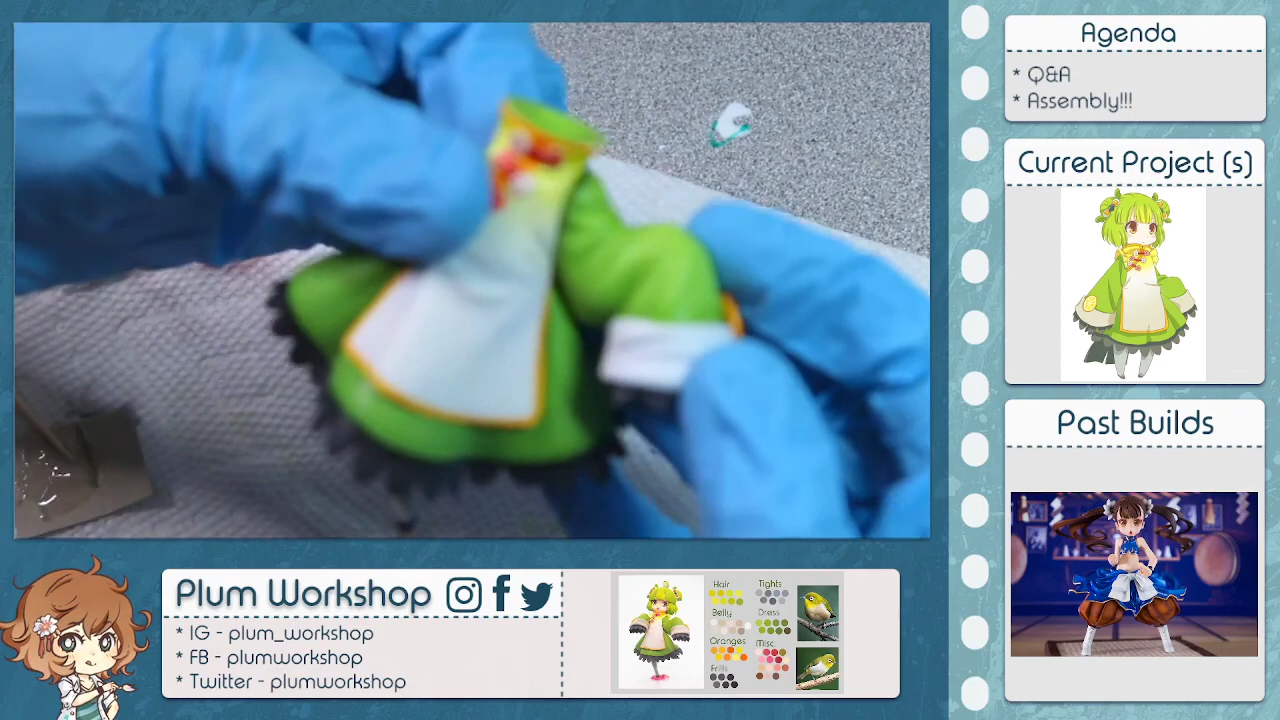 Agenda
* Q&A
* Assembly!!!
Current Project (s)
Past Builds
Plum Workshop
* IG - plum_workshop
* FB - plumworkshop
* Twitter - plumworkshop
Hair
Tights
Belly
Dress
Oranges
Misc.
Frills